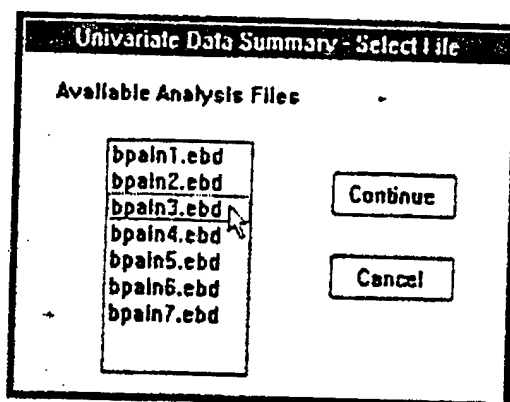 Univariate Data Summary - Select File
Available Analysis Files
bpain1.ebd
bpain2.ebd
bpain3.ebd
bpain4.ebd
bpain5.ebd
bpain6.ebd
bpain7.ebd
Continue
Cancel